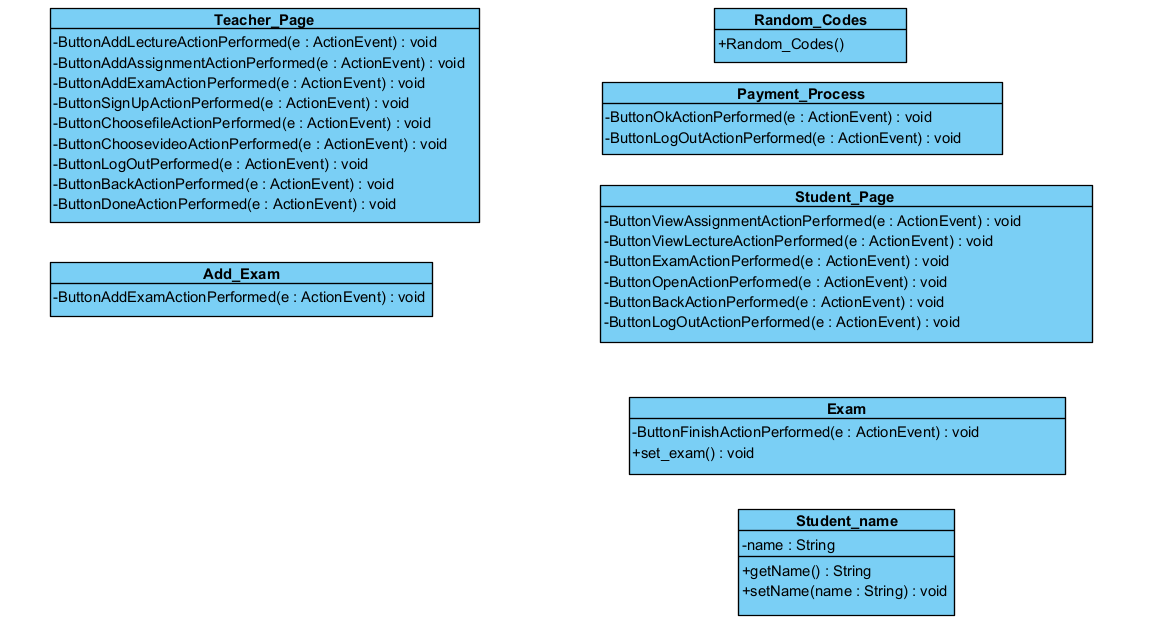 Teacher_Page
-ButtonAddLectureActionPerformed(e : ActionEvent) : void
-ButtonAddAssignmentActionPerformed(e : ActionEvent) : void
-ButtonAddExamActionPerformed(e : ActionEvent) : void
-ButtonSignUpActionPerformed(e : ActionEvent) : void
-ButtonChoosefileActionPerformed(e : ActionEvent) : void
-ButtonChoosevideoActionPerformed(e : ActionEvent) : void
-ButtonLogOutPerformed(e : ActionEvent) : void
-ButtonBackActionPerformed(e : ActionEvent) : void
-ButtonDoneActionPerformed(e : ActionEvent) : void
Add_Exam
-ButtonAddExamActionPerformed(e : ActionEvent) : void
Random_Codes
+Random_Codes()
Payment_Process
-ButtonOkActionPerformed(e : ActionEvent) : void
-ButtonLogOutActionPerformed(e : ActionEvent) : void
Student_Page
-ButtonViewAssignmentActionPerformed(e : ActionEvent) : void
-ButtonViewLectureActionPerformed(e : ActionEvent) : void
-ButtonExamActionPerformed(e : ActionEvent) : void
-ButtonOpenActionPerformed(e : ActionEvent) : void
-ButtonBackActionPerformed(e : ActionEvent) : void
-ButtonLogOutActionPerformed(e : ActionEvent) : void
Exam
-ButtonFinishActionPerformed(e : ActionEvent) : void
+set_exam() : void
Student_name
-name : String
+getName() : String
+setName(name : String) : void